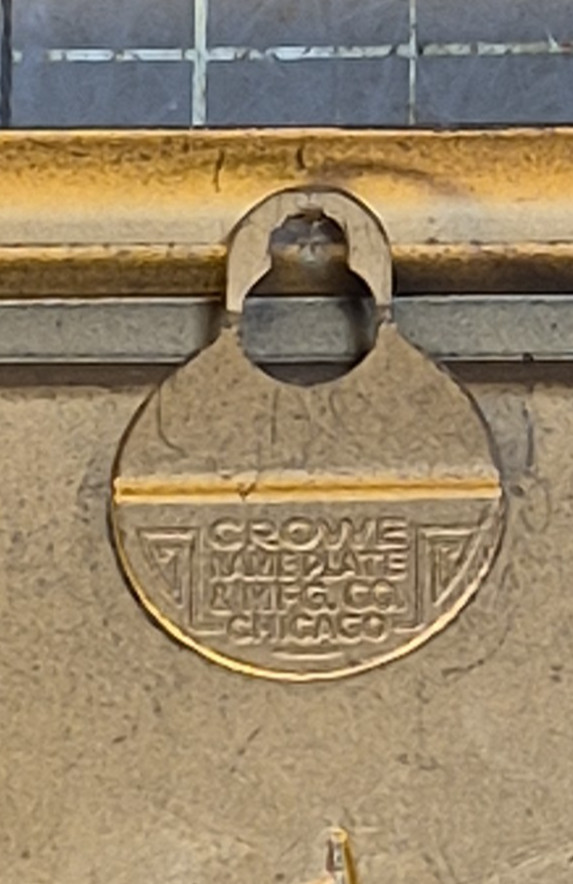 CROWE
NAMEPLATE
& MFG. CO.
CHICAGO